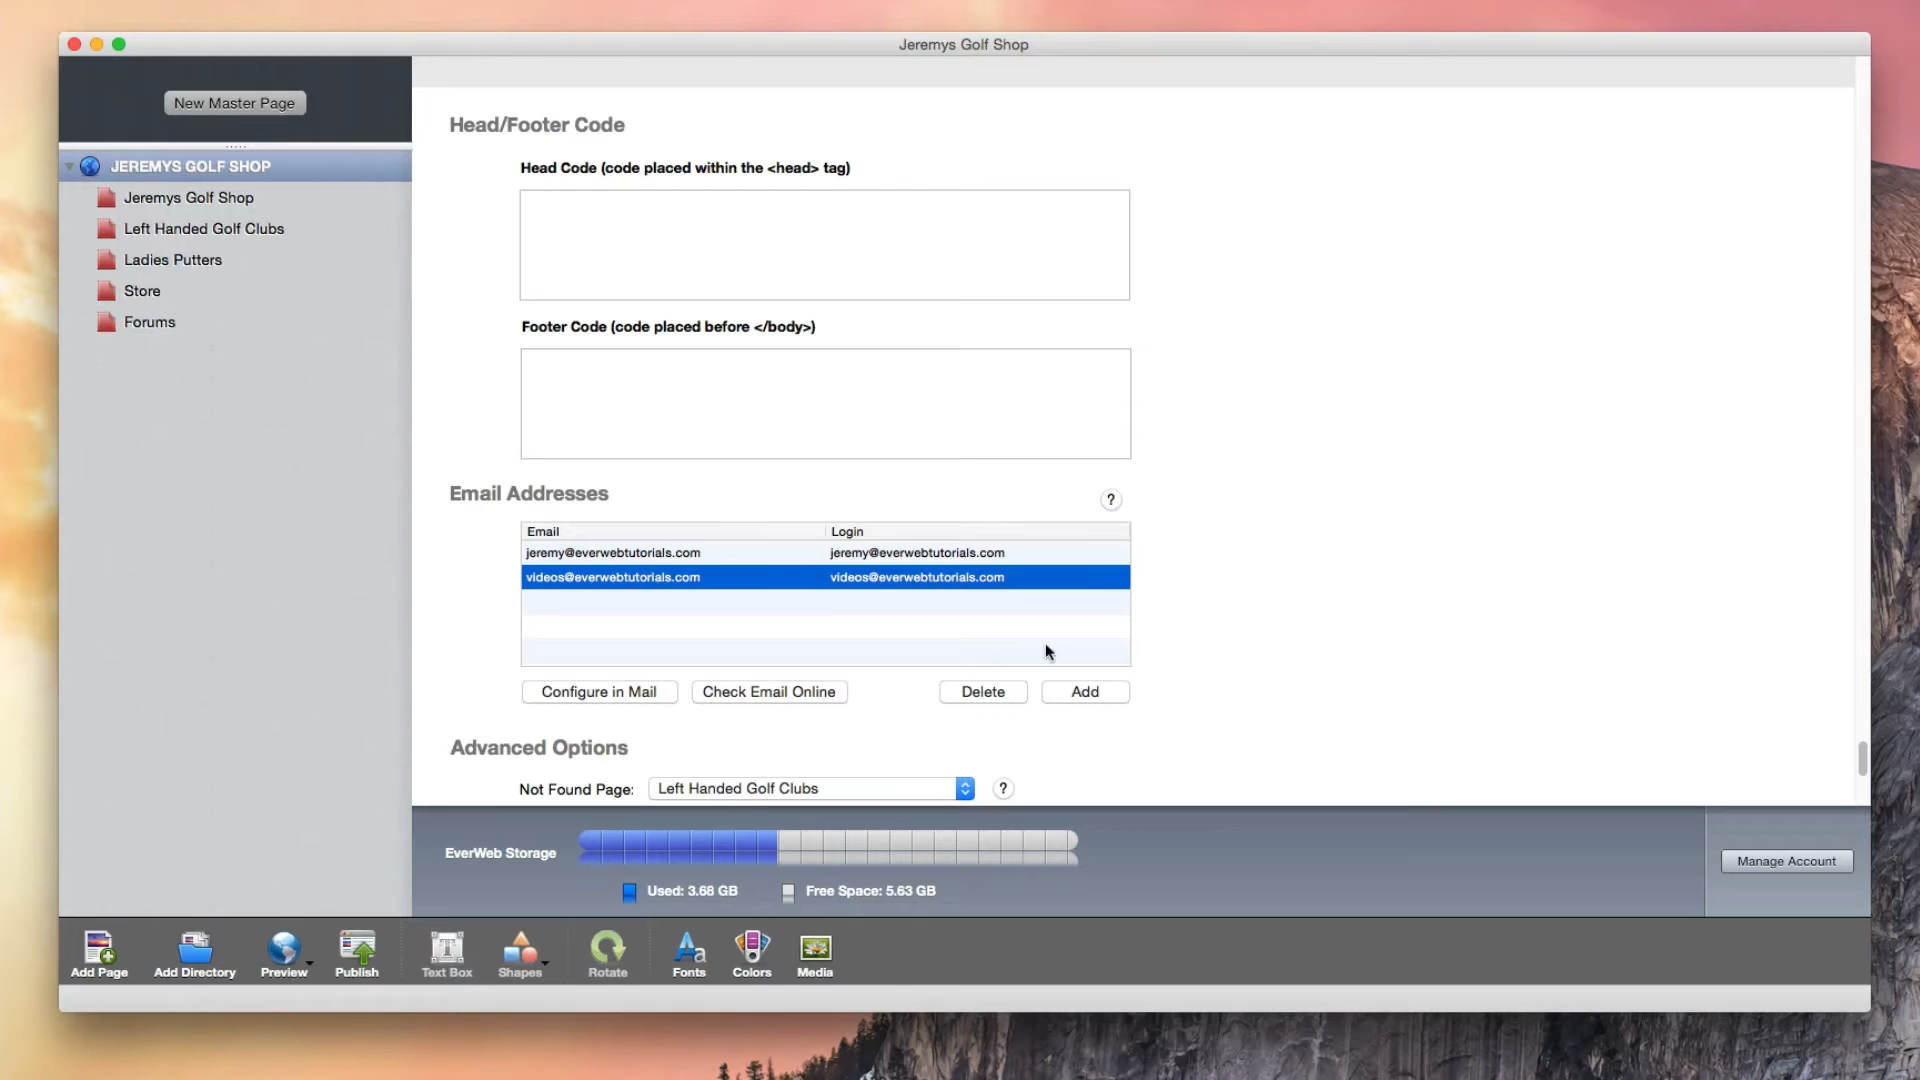 Jeremys Golf Shop
New Master Page
JEREMYS GOLF SHOP
Jeremys Golf Shop
Left Handed Golf Clubs
Ladies Putters
Store
Forums
Head/Footer Code
Head Code (code placed within the <head> tag)
Footer Code (code placed before </body>)
Email Addresses
?
Email Login
jeremy@everwebtutorials.com jeremy@everwebtutorials.com
videos@everwebtutorials.com videos@everwebtutorials.com
Configure in Mail Check Email Online Delete Add
Advanced Options
Not Found Page: Left Handed Golf Clubs ?
EverWeb Storage
Used: 3.68 GB Free Space: 5.63 GB
Manage Account
Add Page Add Directory Preview Publish Text Box Shapes Rotate Fonts Colors Media